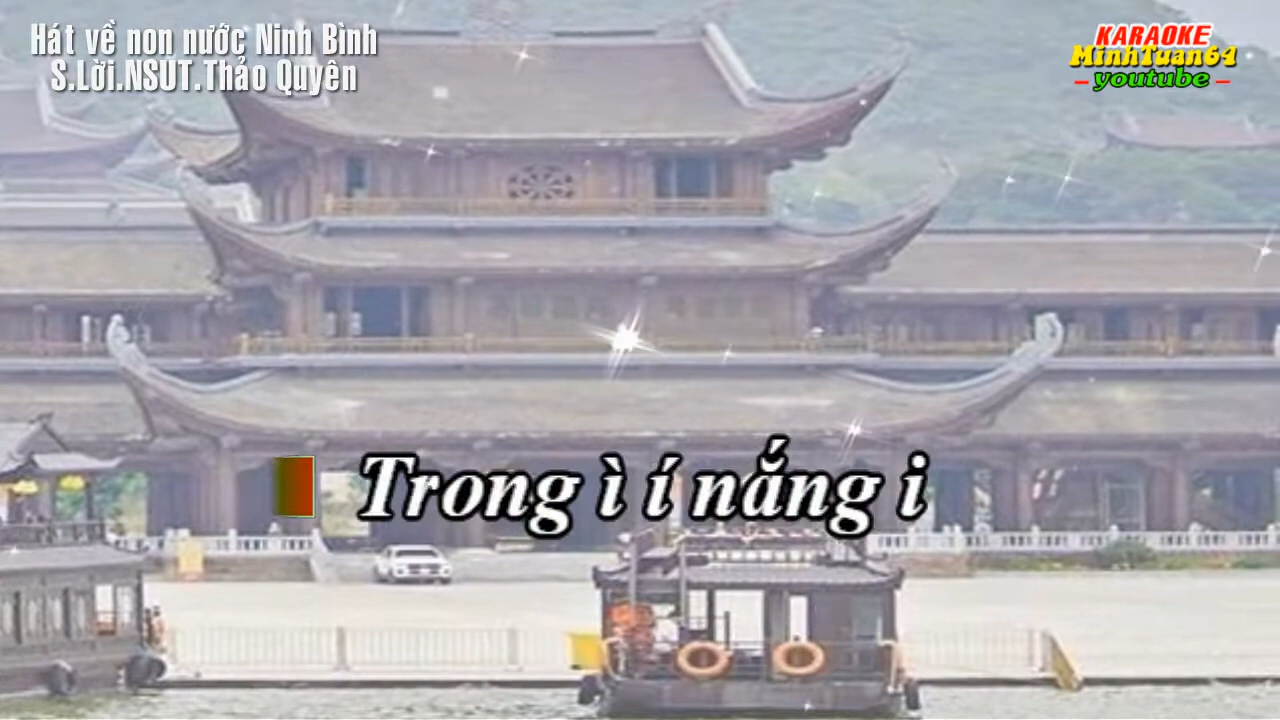 Hát về non nước Ninh Bình
S.Lời.NSUT.Thảo Quyên
KARAOKE
MinhTuan64
– youtube –
Trong ì í nắng i